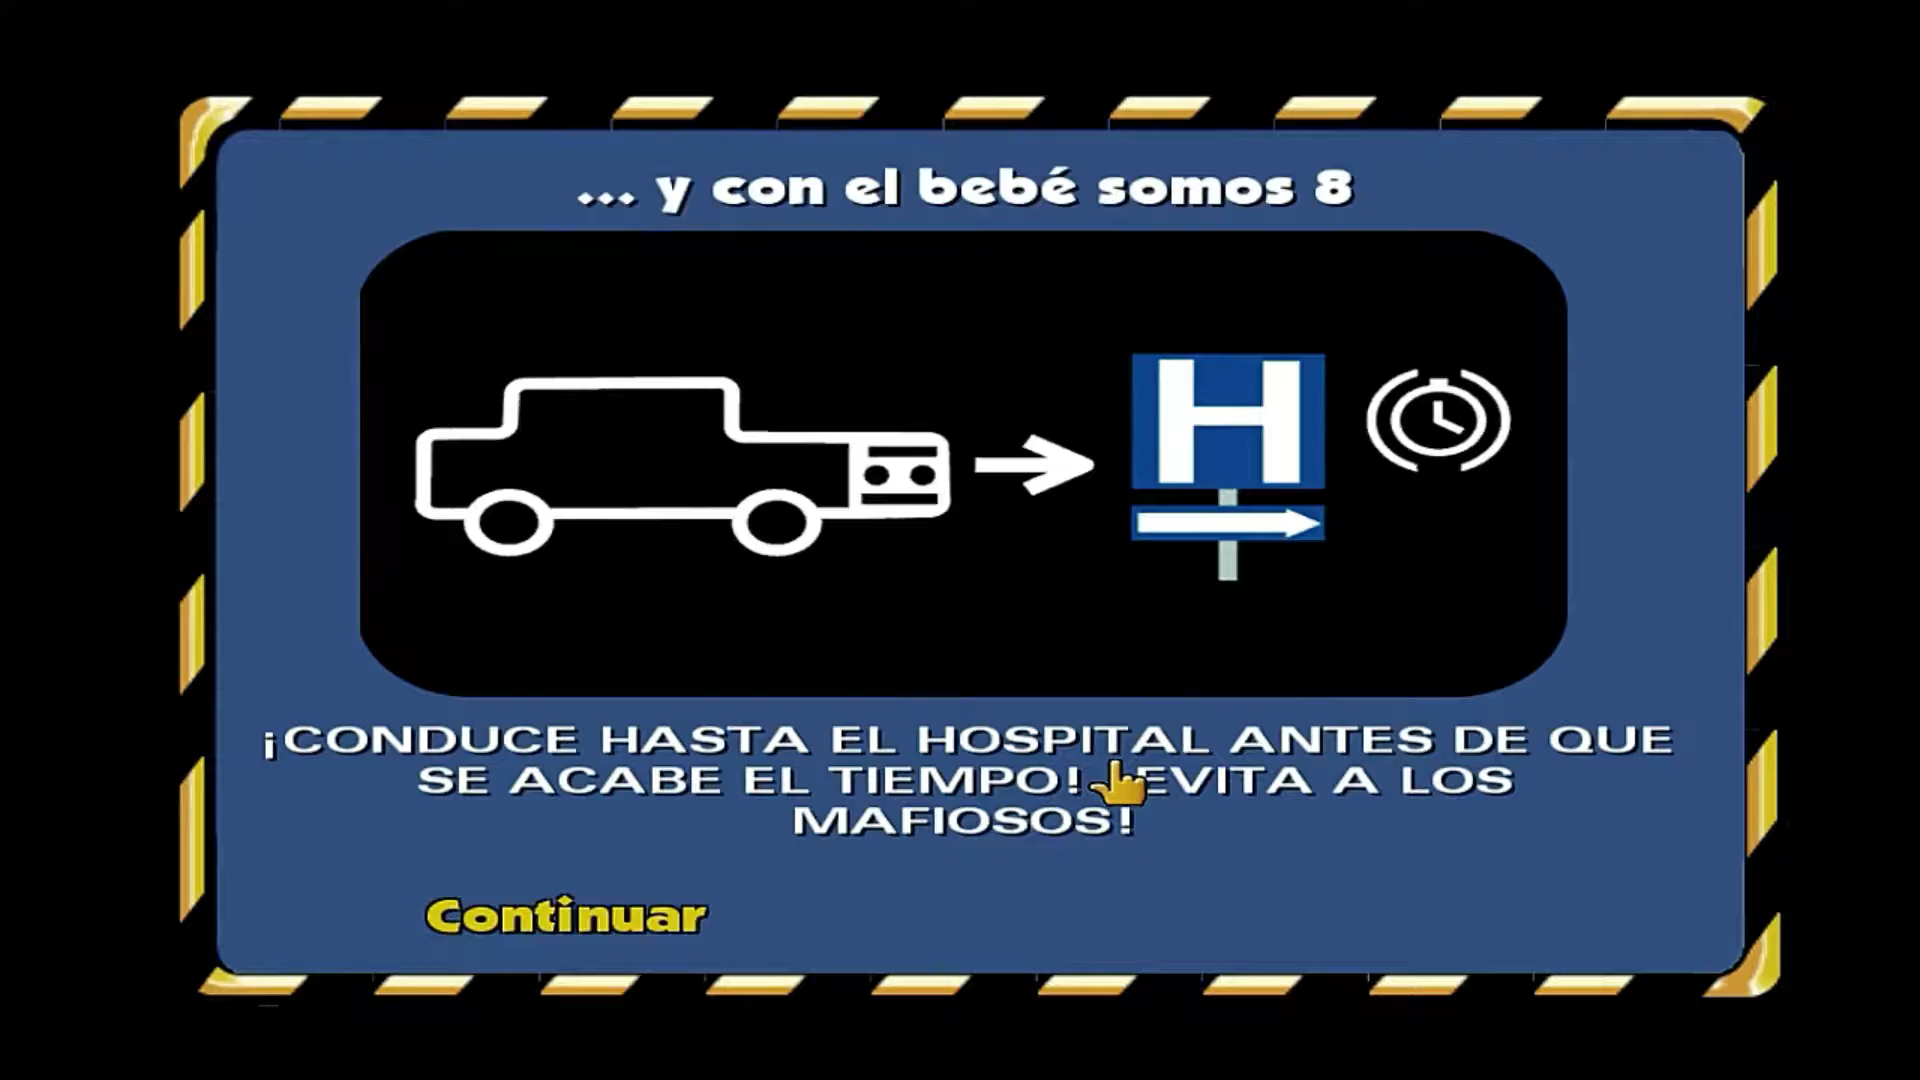 ... y con el bebé somos 8
H
¡CONDUCE HASTA EL HOSPITAL ANTES DE QUE
SE ACABE EL TIEMPO! EVITA A LOS
MAFIOSOS!
Continuar